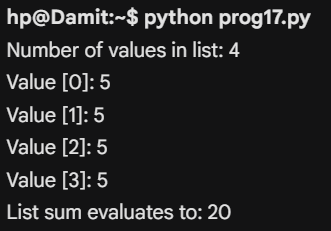 hp@Damit:~$ python prog17.py
Number of values in list: 4
Value [0]: 5
Value [1]: 5
Value [2]: 5
Value [3]: 5
List sum evaluates to: 20